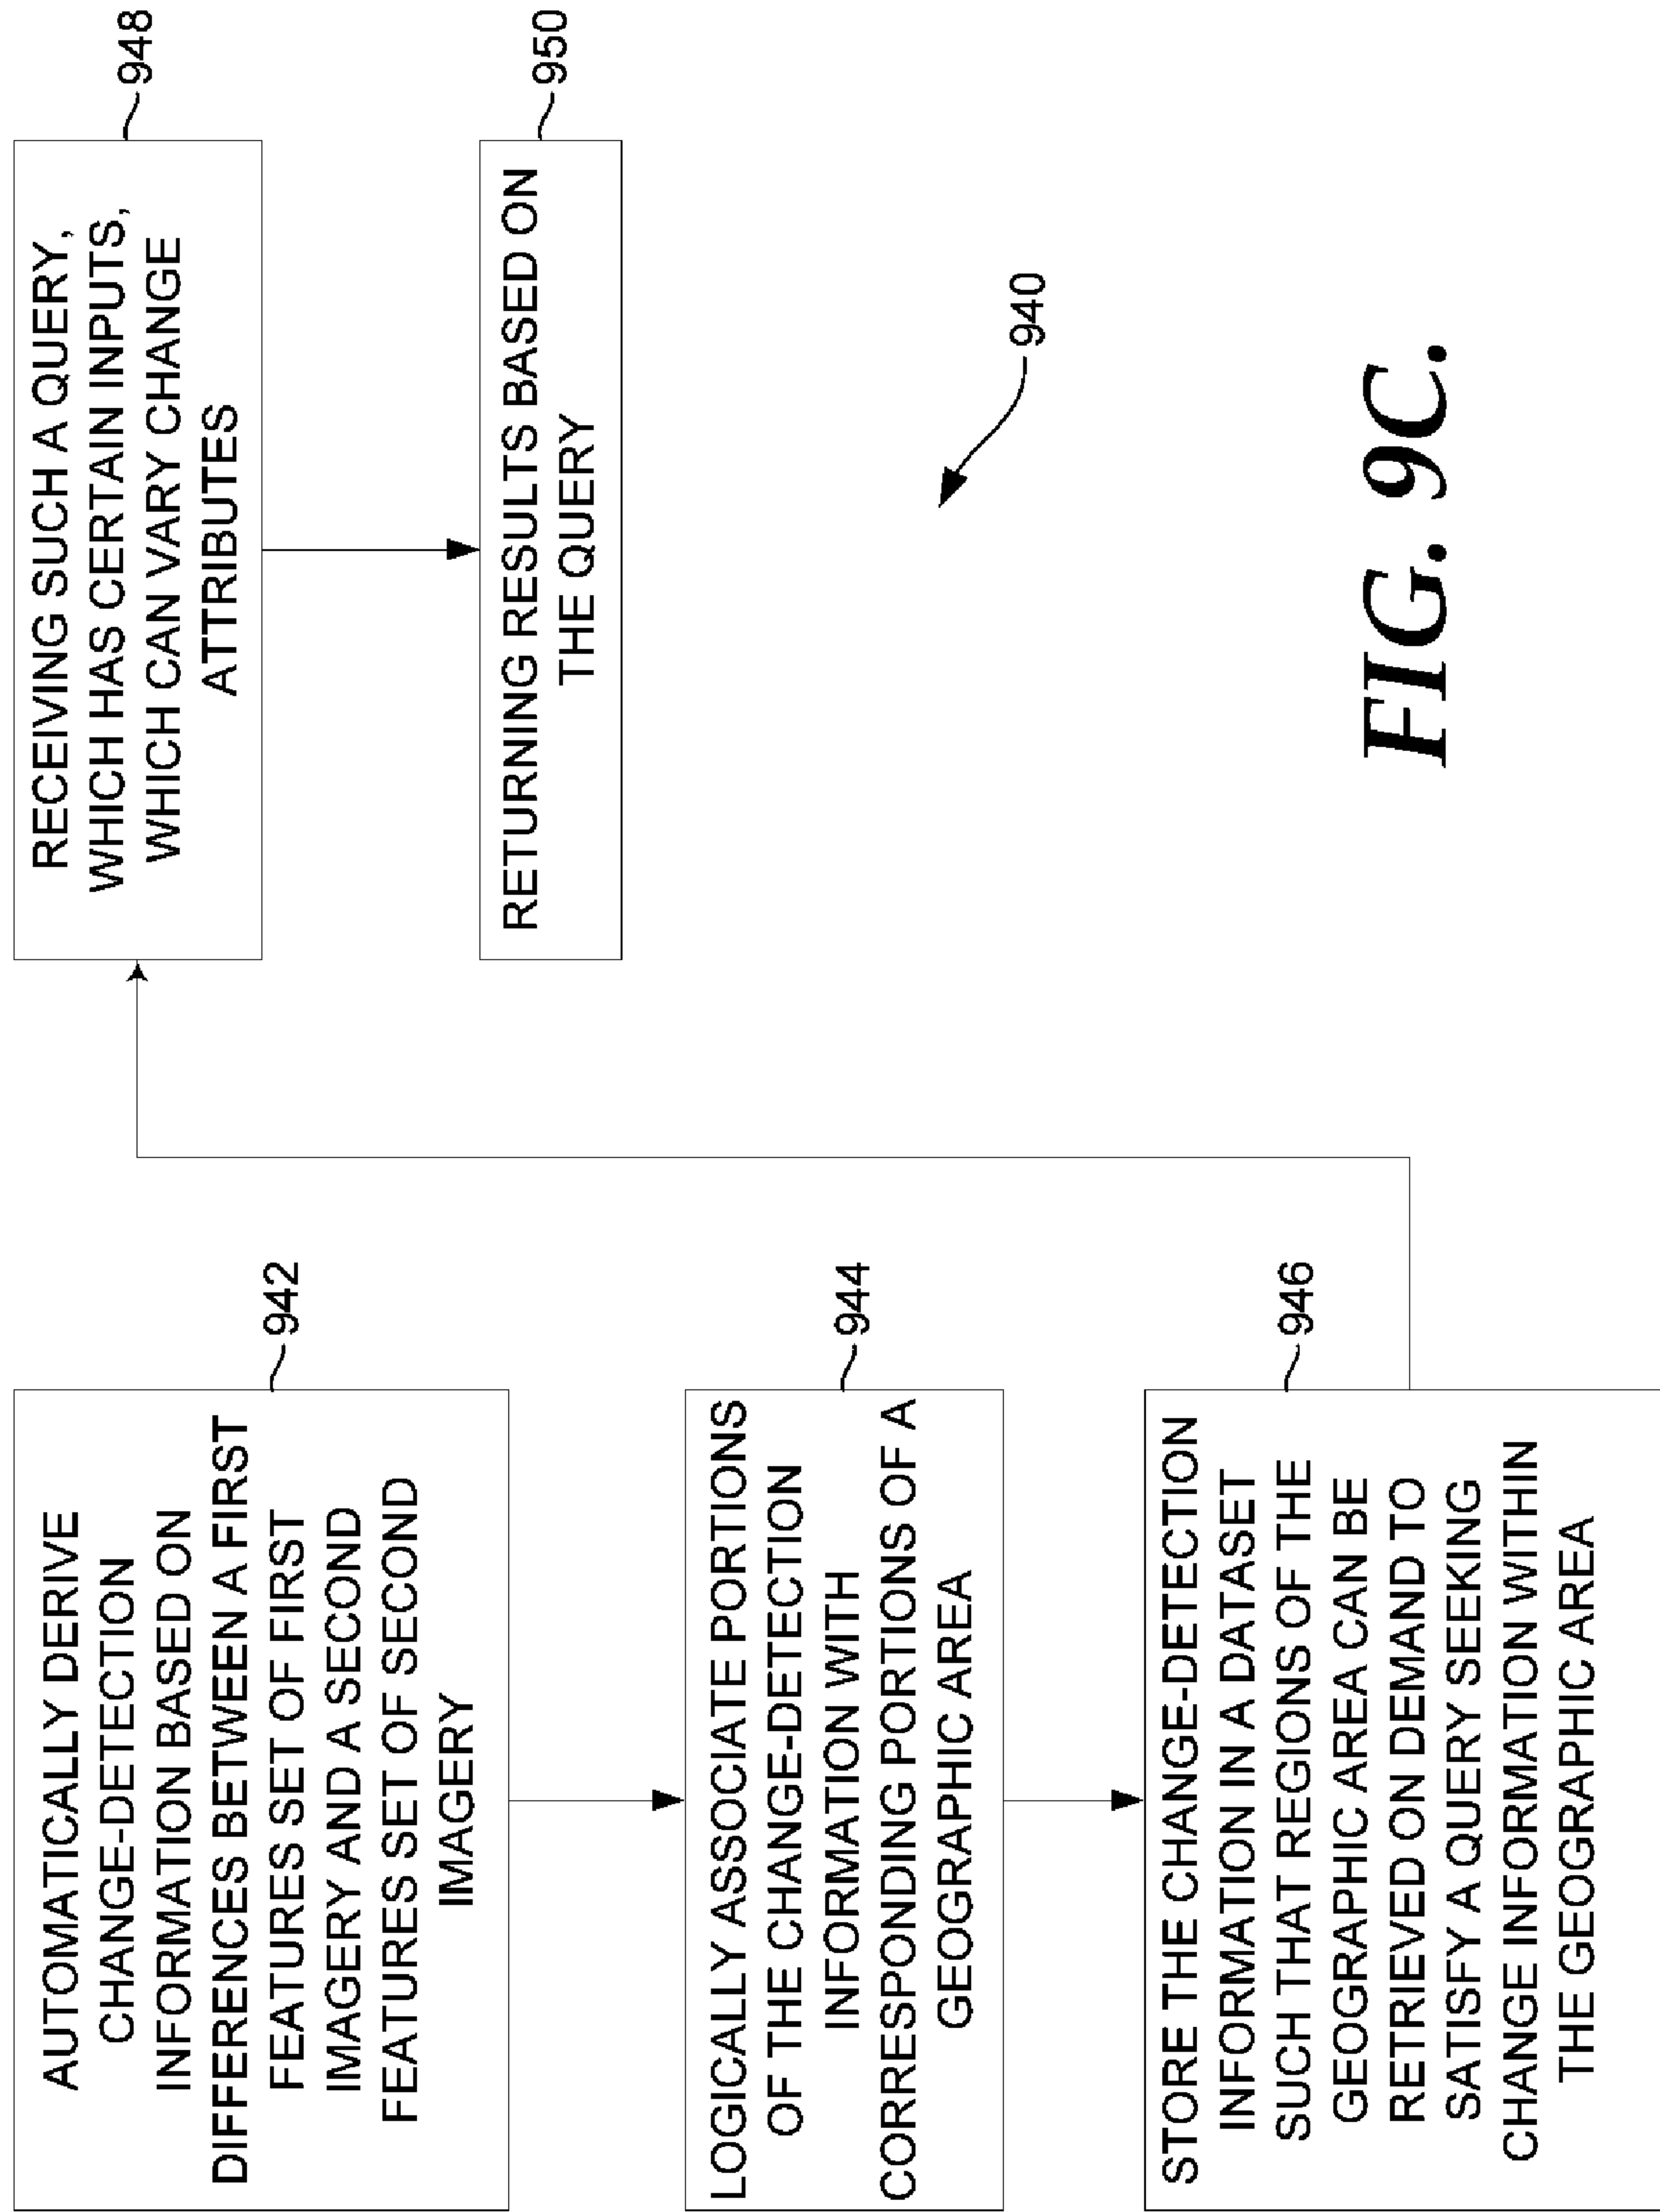 AUTOMATICALLY DERIVE
CHANGE-DETECTION
INFORMATION BASED ON
DIFFERENCES BETWEEN A FIRST
FEATURES SET OF FIRST
IMAGERY AND A SECOND
FEATURES SET OF SECOND
IMAGERY
942
LOGICALLY ASSOCIATE PORTIONS
OF THE CHANGE-DETECTION
INFORMATION WITH
CORRESPONDING PORTIONS OF A
GEOGRAPHIC AREA
944
STORE THE CHANGE-DETECTION
INFORMATION IN A DATASET
SUCH THAT REGIONS OF THE
GEOGRAPHIC AREA CAN BE
RETRIEVED ON DEMAND TO
SATISFY A QUERY SEEKING
CHANGE INFORMATION WITHIN
THE GEOGRAPHIC AREA
946
RECEIVING SUCH A QUERY,
WHICH HAS CERTAIN INPUTS,
WHICH CAN VARY CHANGE
ATTRIBUTES
948
RETURNING RESULTS BASED ON
THE QUERY
950
940
FIG. 9C.